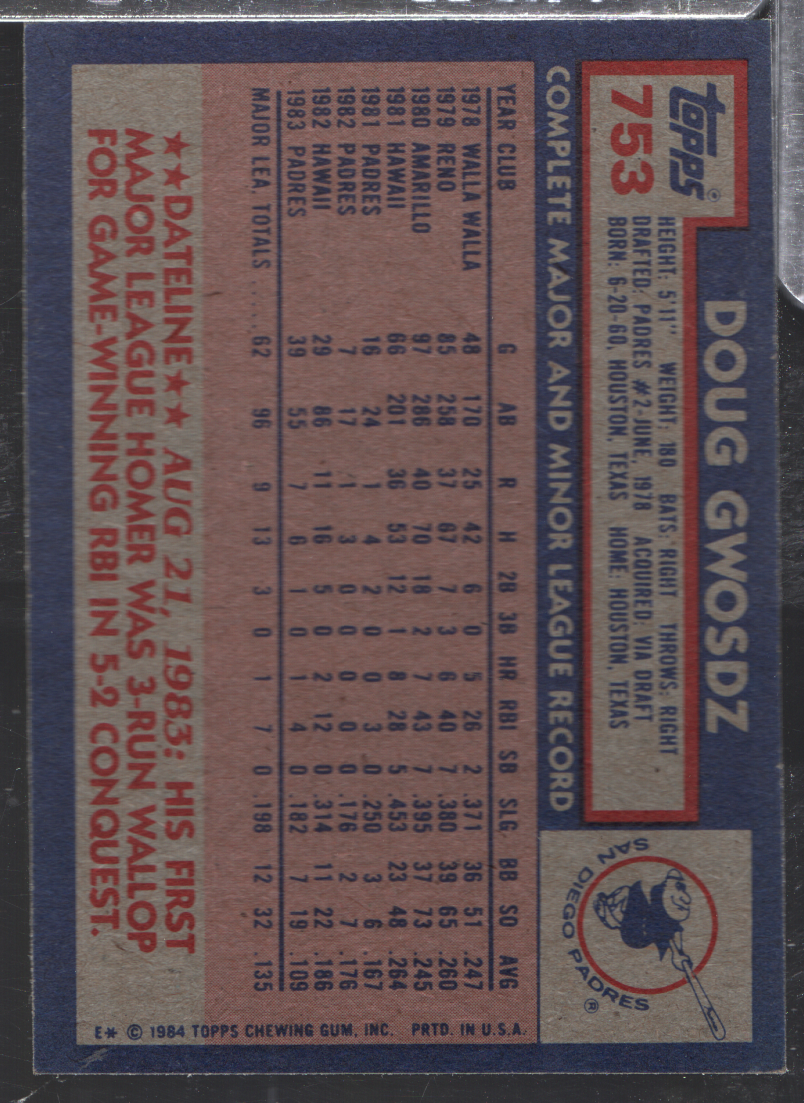 topps®
753
DOUG GWOSDZ
HEIGHT: 5'11" WEIGHT: 180 BATS: RIGHT THROWS: RIGHT
DRAFTED: PADRES #2-JUNE, 1978 ACQUIRED: VIA DRAFT
BORN: 6-20-60, HOUSTON, TEXAS HOME: HOUSTON, TEXAS
SAN DIEGO PADRES ®
COMPLETE MAJOR AND MINOR LEAGUE RECORD
YEAR CLUB G AB R H 2B 3B HR RBI SB SLG BB SO AVG
1978 WALLA WALLA 48 170 25 42 6 0 5 26 2 .371 36 51 .247
1979 RENO 85 258 37 67 7 3 6 40 7 .380 39 65 .260
1980 AMARILLO 97 286 40 70 18 2 7 43 7 .395 37 73 .245
1981 HAWAII 66 201 36 53 12 1 8 28 5 .453 23 48 .264
1981 PADRES 16 24 1 4 2 0 0 3 0 .250 3 6 .167
1982 PADRES 7 17 1 3 0 0 0 0 0 .176 2 7 .176
1982 HAWAII 29 86 11 16 5 0 2 12 0 .314 11 22 .186
1983 PADRES 39 55 7 6 1 0 1 4 0 .182 7 19 .109
MAJOR LEA. TOTALS ..... 62 96 9 13 3 0 1 7 0 .198 12 32 .135
★★DATELINE★★ AUG 21, 1983: HIS FIRST
MAJOR LEAGUE HOMER WAS 3-RUN WALLOP
FOR GAME-WINNING RBI IN 5-2 CONQUEST.
E* © 1984 TOPPS CHEWING GUM, INC. PRTD. IN U.S.A.